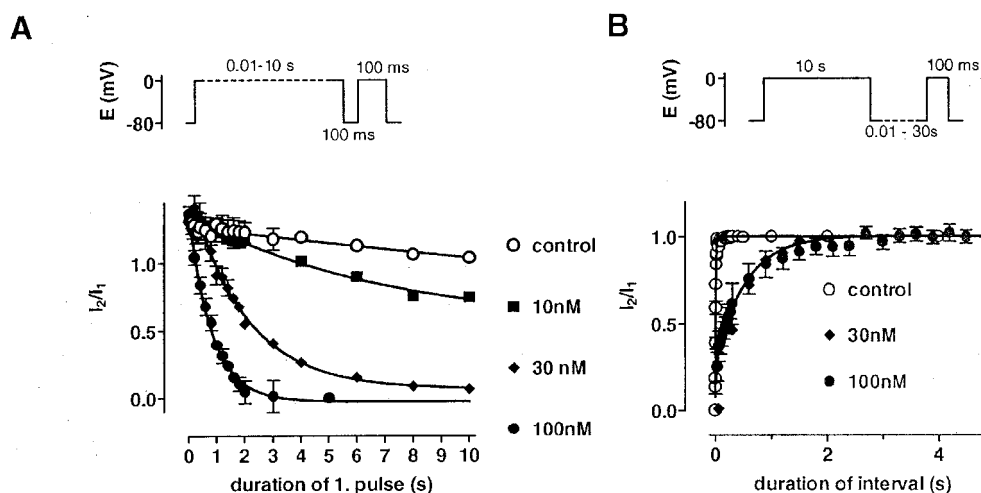 A
E (mV)
0
-80
0.01-10 s
100 ms
100 ms
I2/I1
1.0
0.5
0.0
control
10nM
30 nM
100nM
0 1 2 3 4 5 6 7 8 9 10
duration of 1. pulse (s)
B
E (mV)
0
-80
10 s
100 ms
0.01 - 30s
I2/I1
1.0
0.5
0.0
control
30nM
100nM
0 2 4
duration of interval (s)